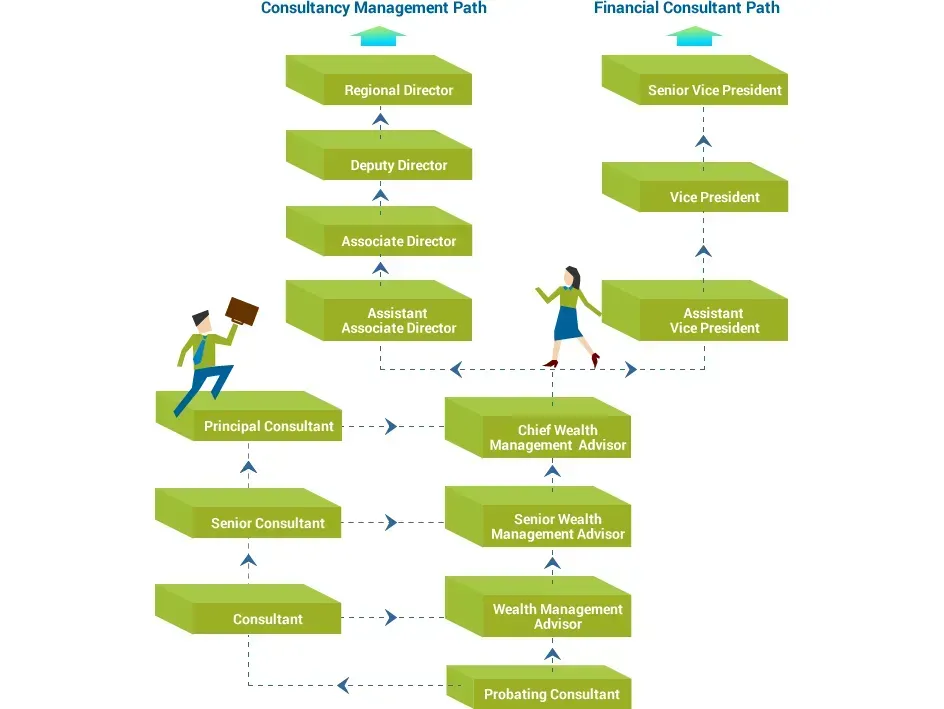 Consultancy Management Path
Financial Consultant Path
Regional Director
Senior Vice President
Deputy Director
Vice President
Associate Director
Assistant
Associate Director
Assistant
Vice President
Principal Consultant
Chief Wealth
Management Advisor
Senior Consultant
Senior Wealth
Management Advisor
Consultant
Wealth Management
Advisor
Probating Consultant